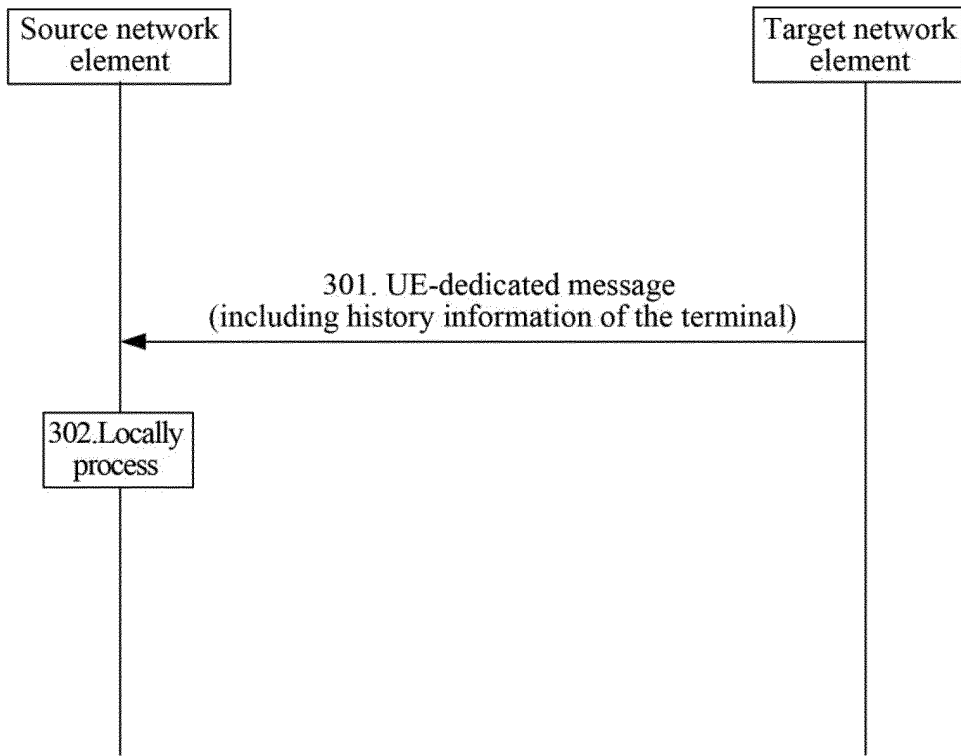 Source network
element
Target network
element
301. UE-dedicated message
(including history information of the terminal)
302.Locally
process